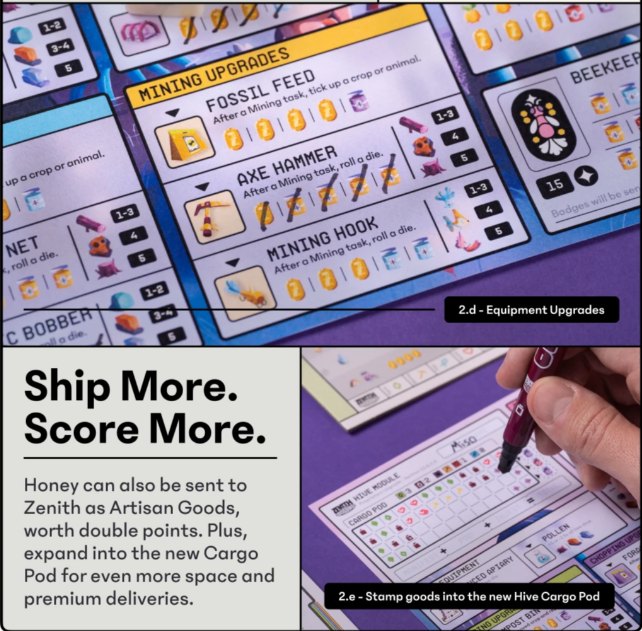 1-2
3-4
5
MINING UPGRADES
FOSSIL FEED
After a Mining task, tick up a crop or animal.
AXE HAMMER
After a Mining task, roll a die.
1-3
4
5
MINING HOOK
After a Mining task, roll a die.
1-3
4
5
up a crop or animal.
NET
k, roll a die.
1-3
4
5
C BOBBER
ll a die.
1-2
3-4
5
BEEKEEP
15
Badges will be
2.d - Equipment Upgrades
Ship More.
Score More.
Honey can also be sent to
Zenith as Artisan Goods,
worth double points. Plus,
expand into the new Cargo
Pod for even more space and
premium deliveries.
ZENITH
HIVE MODULE
MISO
CARGO POD
EQUIPMENT
POLLEN
2.e - Stamp goods into the new Hive Cargo Pod